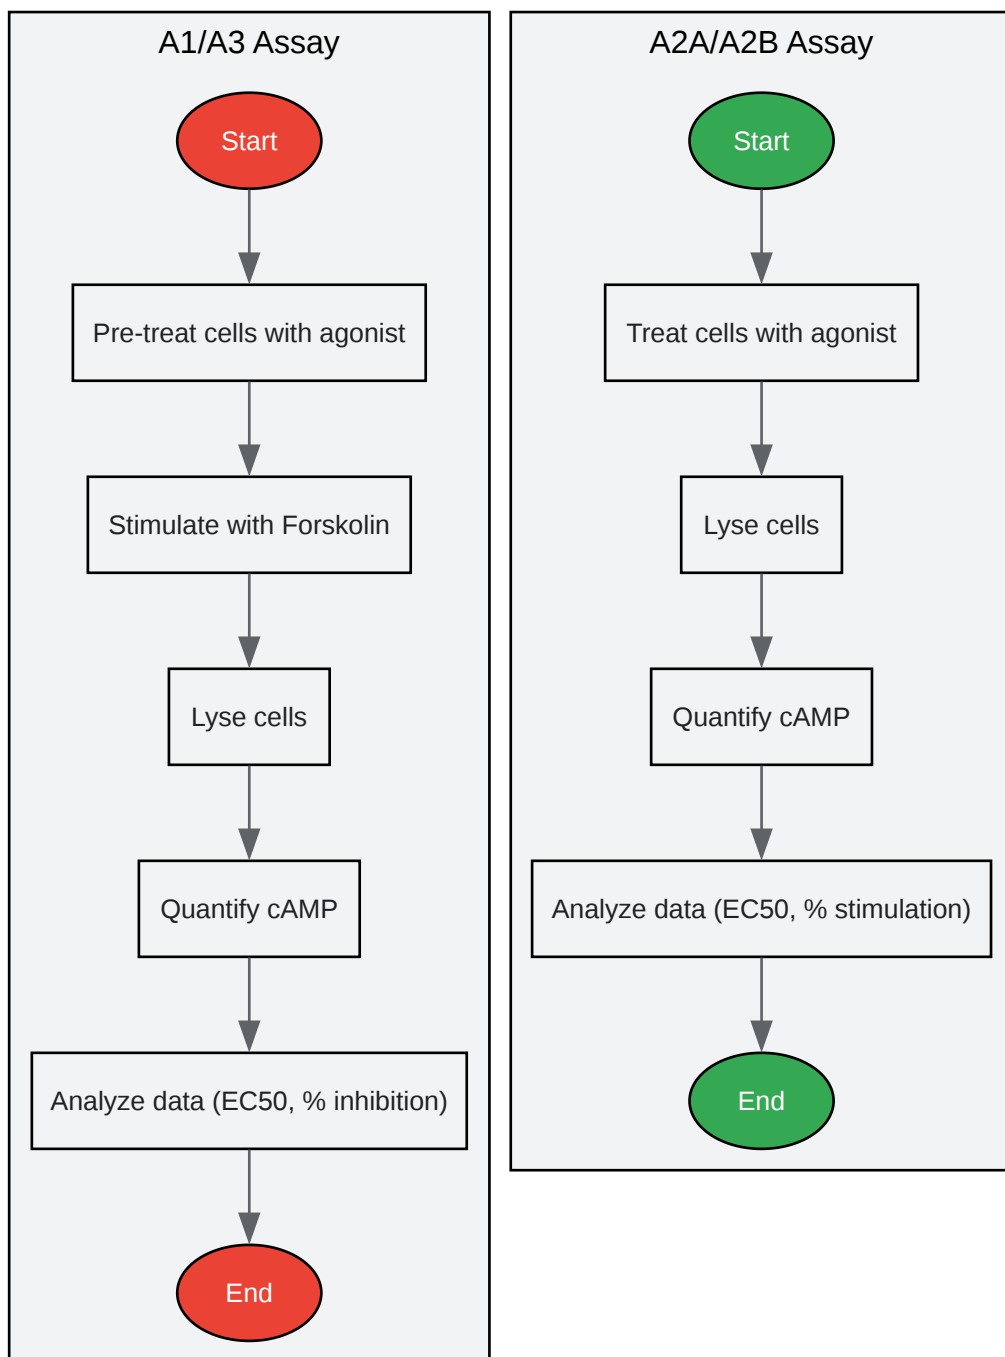 A1/A3 Assay
Start
Pre-treat cells with agonist
Stimulate with Forskolin
Lyse cells
Quantify cAMP
Analyze data (EC50, % inhibition)
End
A2A/A2B Assay
Start
Treat cells with agonist
Lyse cells
Quantify cAMP
Analyze data (EC50, % stimulation)
End